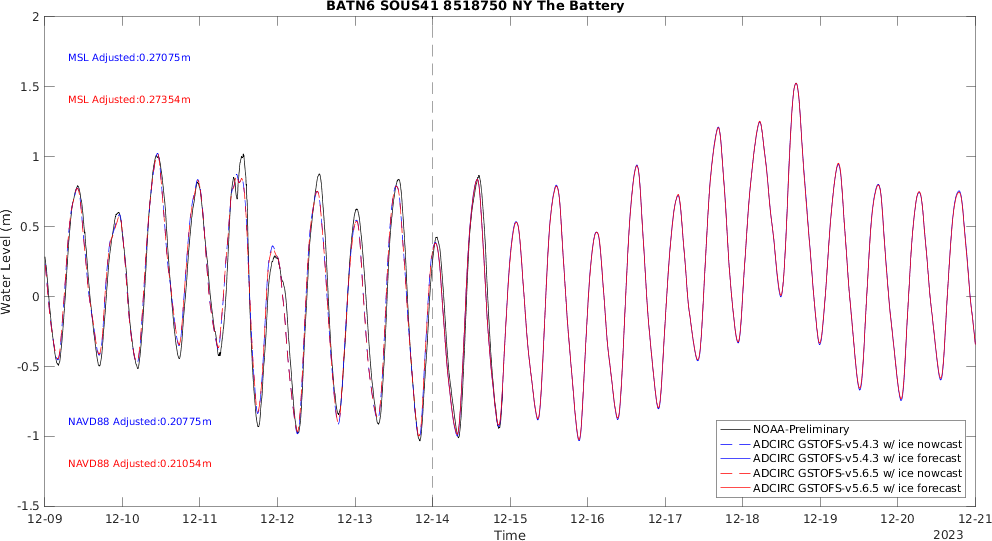 BATN6 SOUS41 8518750 NY The Battery
2
1.5
1
0.5
0
-0.5
-1
-1.5
Water Level (m)
MSL Adjusted:0.27075m
MSL Adjusted:0.27354m
NAVD88 Adjusted:0.20775m
NAVD88 Adjusted:0.21054m
NOAA-Preliminary
ADCIRC GSTOFS-v5.4.3 w/ ice nowcast
ADCIRC GSTOFS-v5.4.3 w/ ice forecast
ADCIRC GSTOFS-v5.6.5 w/ ice nowcast
ADCIRC GSTOFS-v5.6.5 w/ ice forecast
12-09 12-10 12-11 12-12 12-13 12-14 12-15 12-16 12-17 12-18 12-19 12-20 12-21
Time
2023